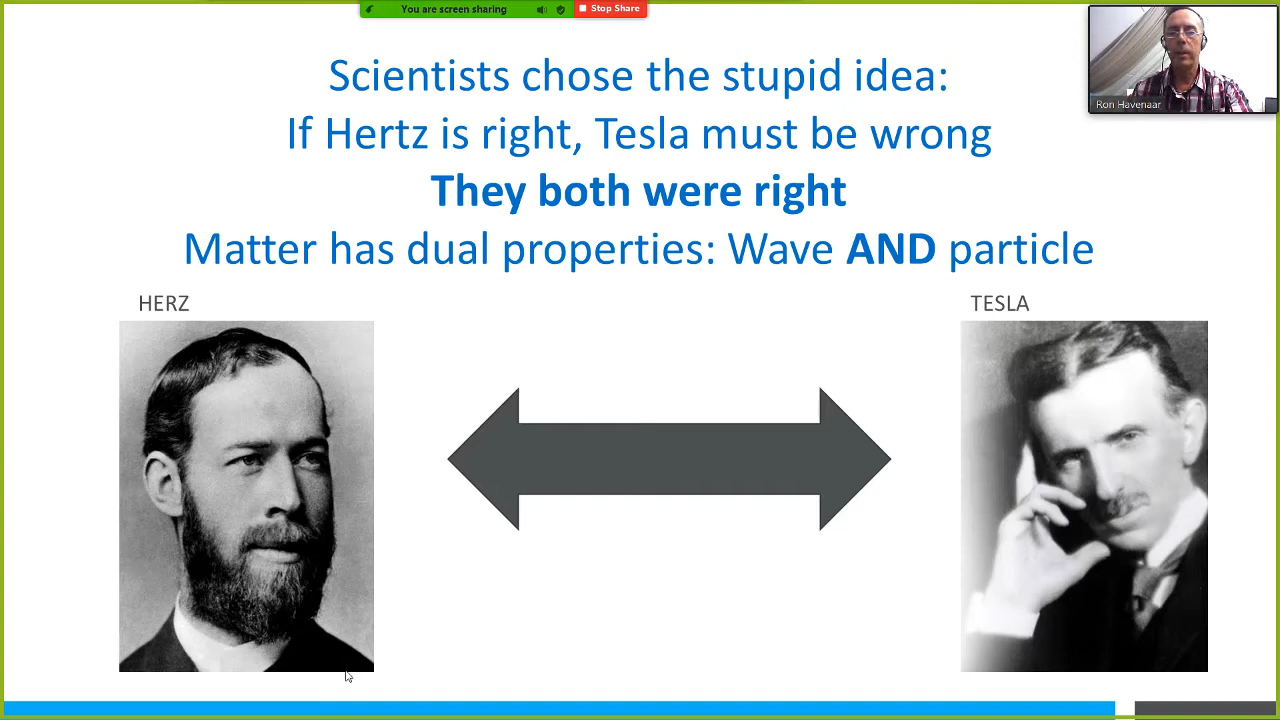 You are screen sharing
Stop Share
Ron Havenaar
Scientists chose the stupid idea:
If Hertz is right, Tesla must be wrong
They both were right
Matter has dual properties: Wave AND particle
HERZ
TESLA